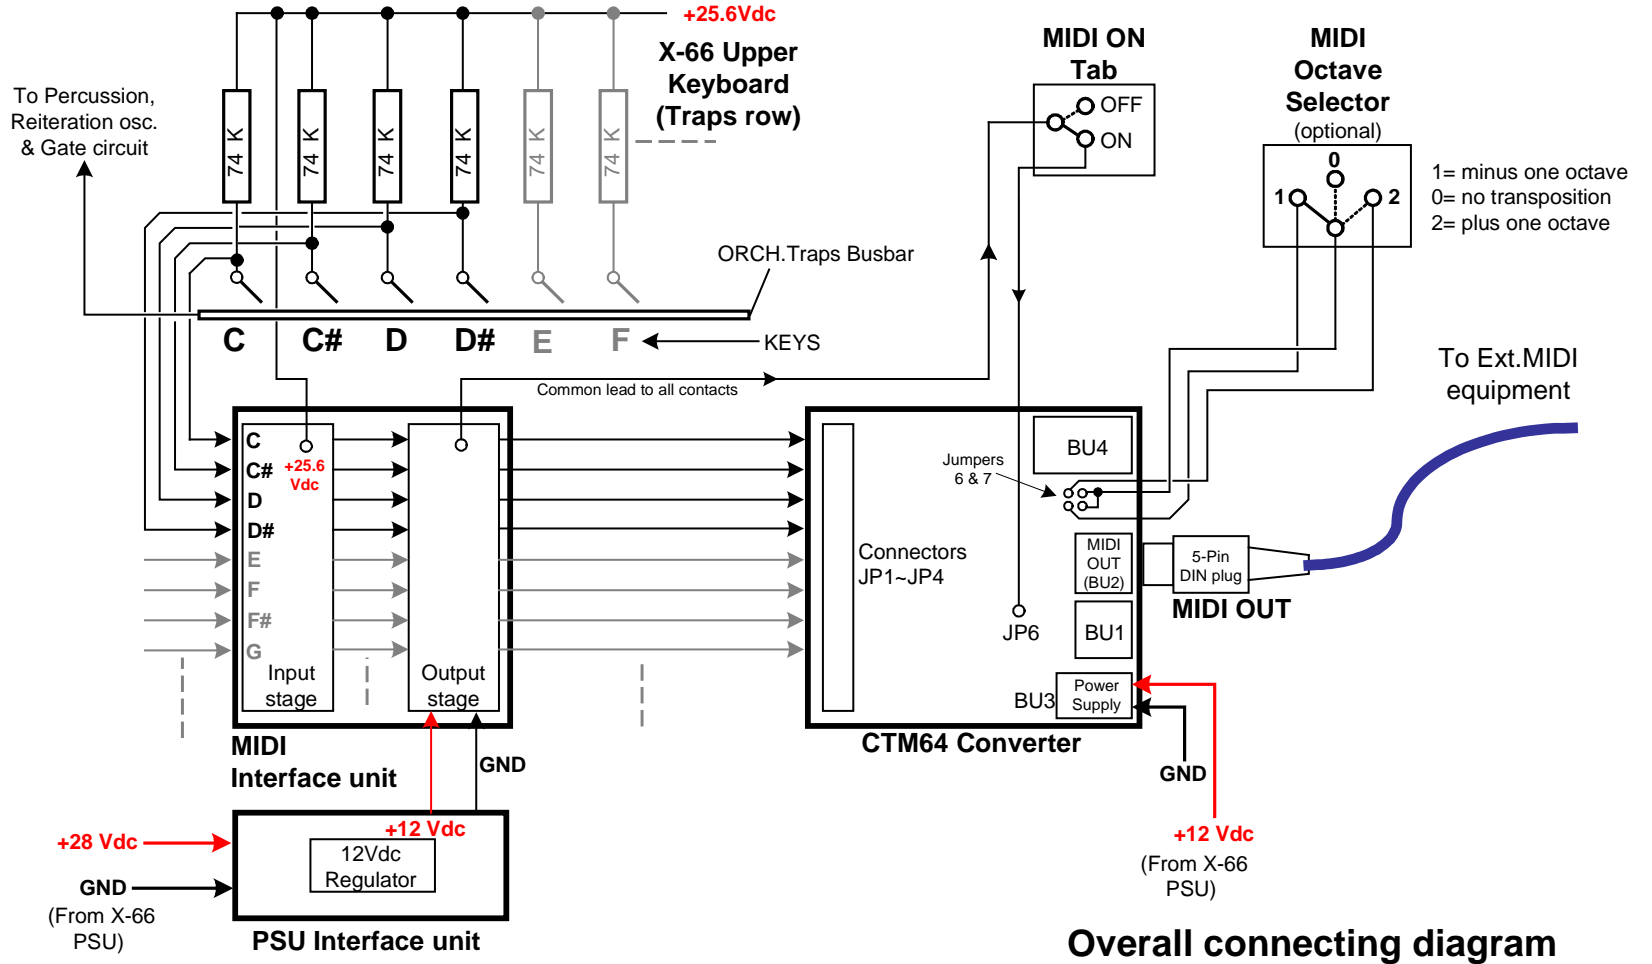 +25.6Vdc
X-66 Upper
Keyboard
(Traps row)
MIDI ON
Tab
OFF
ON
MIDI
Octave
Selector
(optional)
0
1
2
1= minus one octave
0= no transposition
2= plus one octave
To Percussion,
Reiteration osc.
& Gate circuit
74 K
74 K
74 K
74 K
74 K
74 K
ORCH.Traps Busbar
C
C#
D
D#
E
F
KEYS
Common lead to all contacts
To Ext.MIDI
equipment
C
C#
D
D#
E
F
F#
G
+25.6
Vdc
Input
stage
Output
stage
MIDI
Interface unit
GND
Connectors
JP1~JP4
BU4
Jumpers
6 & 7
MIDI
OUT
(BU2)
5-Pin
DIN plug
MIDI OUT
JP6
BU1
BU3
Power
Supply
CTM64 Converter
GND
+12 Vdc
(From X-66
PSU)
+28 Vdc
GND
(From X-66
PSU)
+12 Vdc
12Vdc
Regulator
PSU Interface unit
Overall connecting diagram